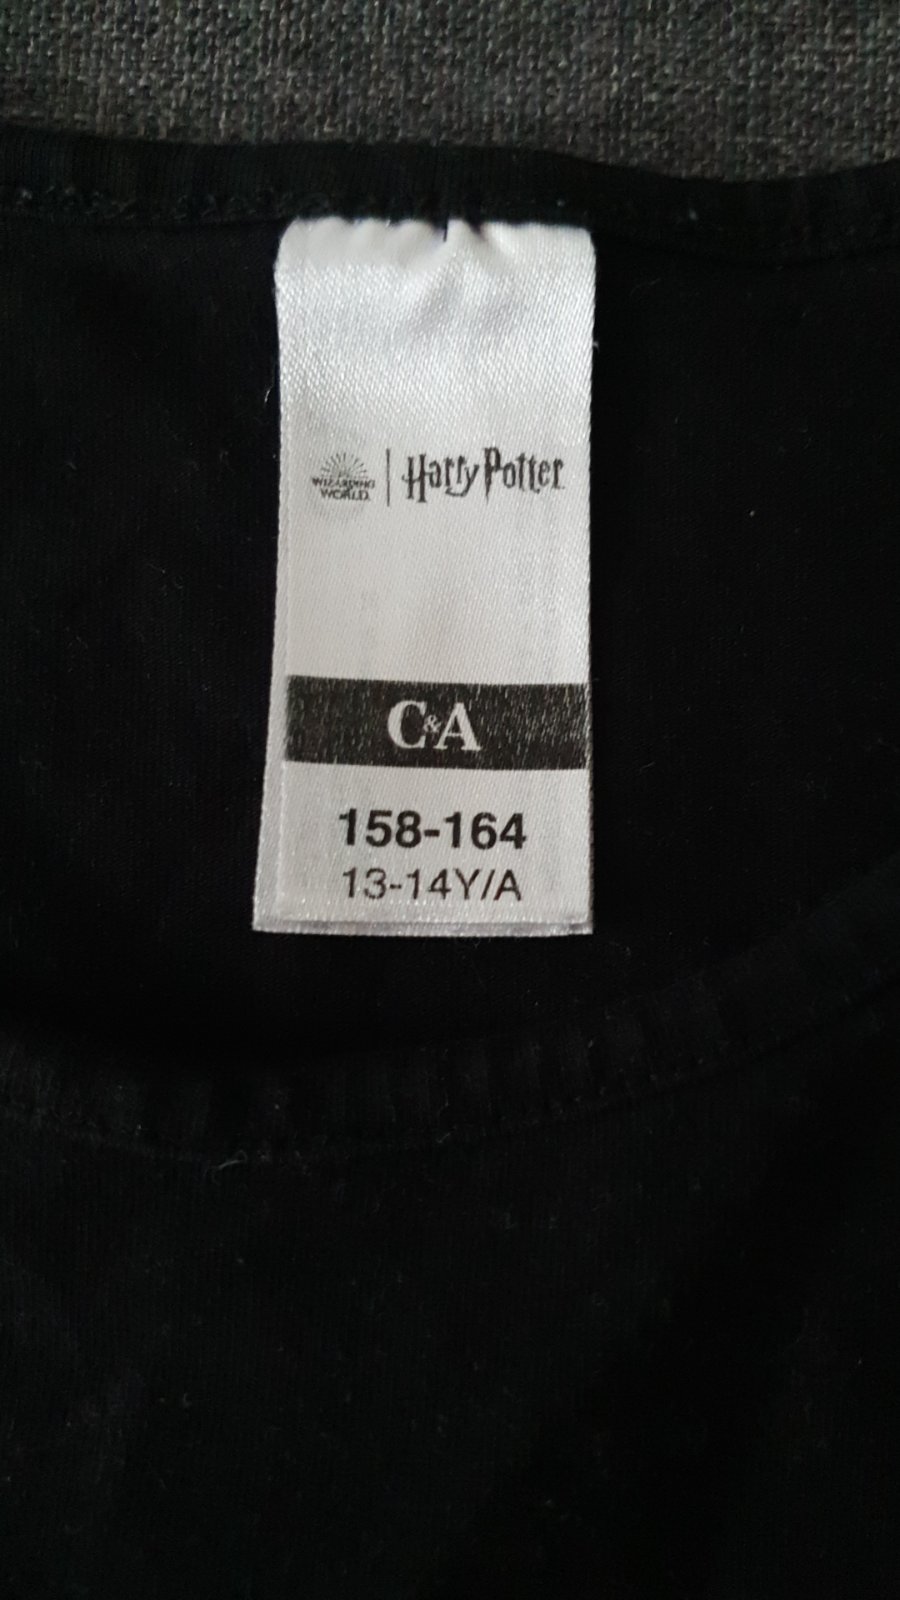 WIZARDING
WORLD
Harry Potter
C&A
158-164
13-14Y/A